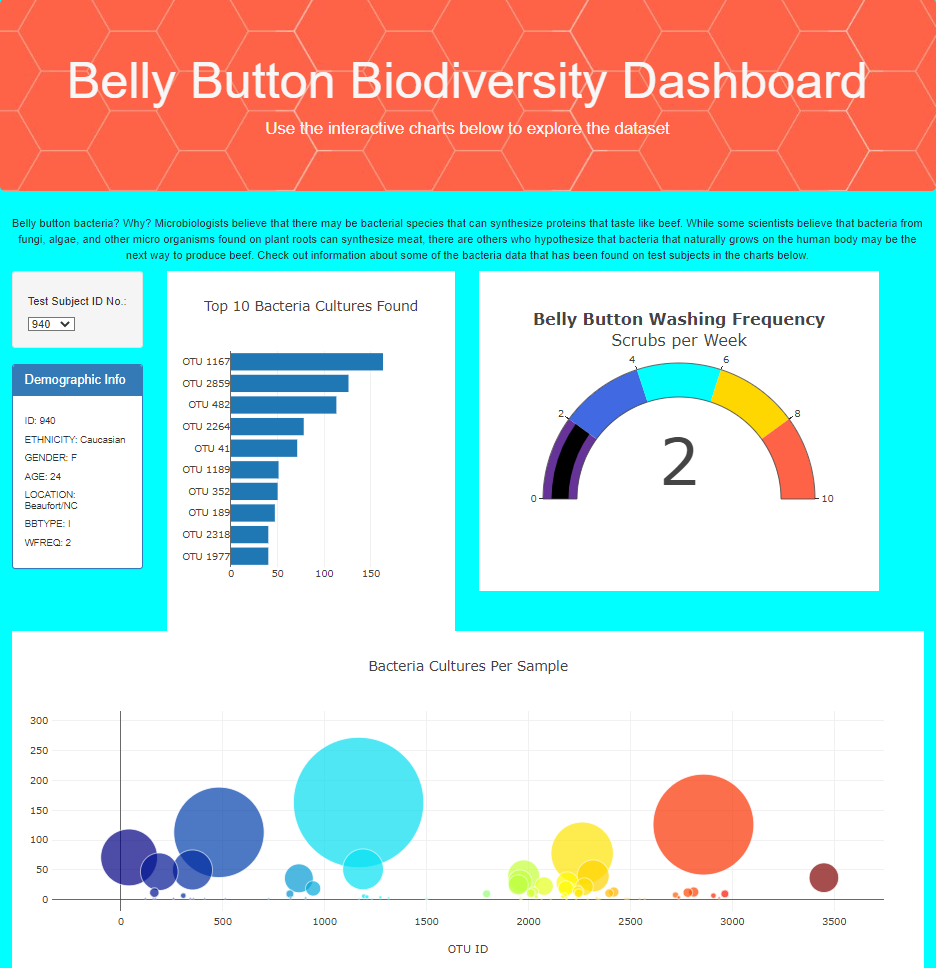 Belly Button Biodiversity Dashboard
Use the interactive charts below to explore the dataset
Belly button bacteria? Why? Microbiologists believe that there may be bacterial species that can synthesize proteins that taste like beef. While some scientists believe that bacteria from
fungi, algae, and other micro organisms found on plant roots can synthesize meat, there are others who hypothesize that bacteria that naturally grows on the human body may be the
next way to produce beef. Check out information about some of the bacteria data that has been found on test subjects in the charts below.
Test Subject ID No.:
940
Demographic Info
ID: 940
ETHNICITY: Caucasian
GENDER: F
AGE: 24
LOCATION:
Beaufort/NC
BBTYPE: I
WFREQ: 2
Top 10 Bacteria Cultures Found
OTU 1167
OTU 2859
OTU 482
OTU 2264
OTU 41
OTU 1189
OTU 352
OTU 189
OTU 2318
OTU 1977
0 50 100 150
Belly Button Washing Frequency
Scrubs per Week
4 6
2 8
2
0 10
Bacteria Cultures Per Sample
300
250
200
150
100
50
0
0 500 1000 1500 2000 2500 3000 3500
OTU ID